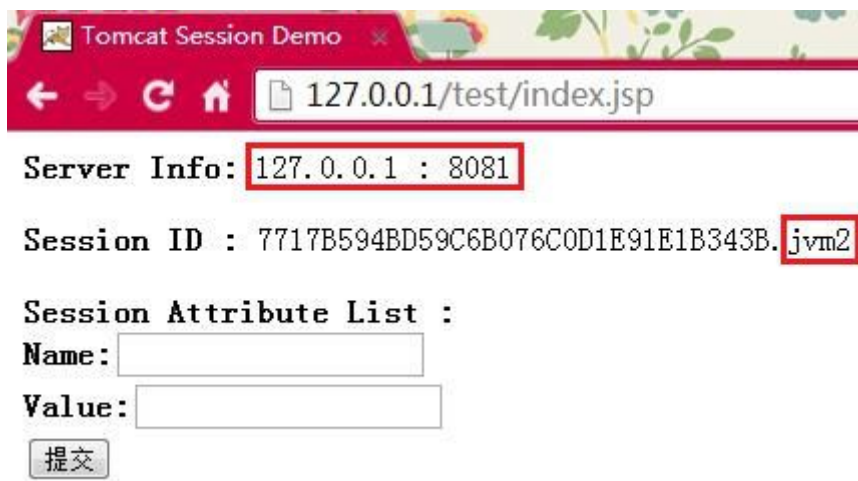 Tomcat Session Demo ×
127.0.0.1/test/index.jsp
Server Info: 127.0.0.1 : 8081
Session ID : 7717B594BD59C6B076C0D1E91E1B343B.jvm2
Session Attribute List :
Name:
Value:
提交